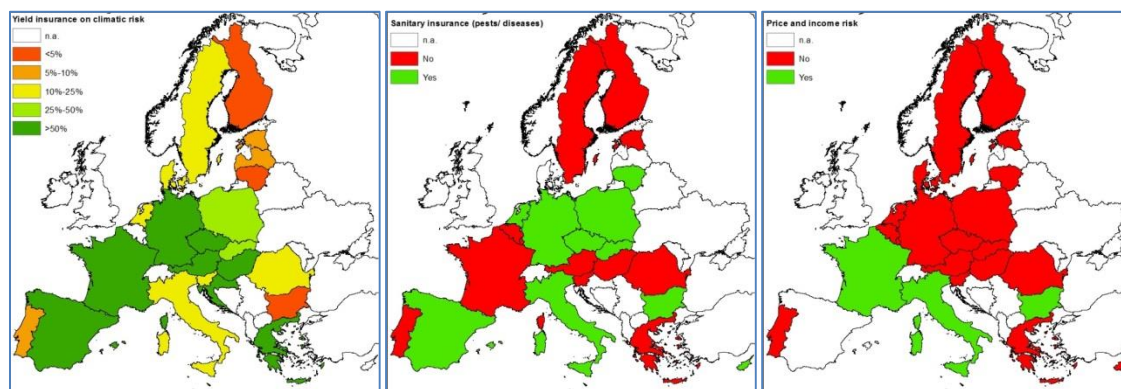 Yield insurance on climatic risk
n.a.
<5%
5%-10%
10%-25%
25%-50%
>50%
Sanitary insurance (pests/ diseases)
n.a.
No
Yes
Price and income risk
n.a.
No
Yes